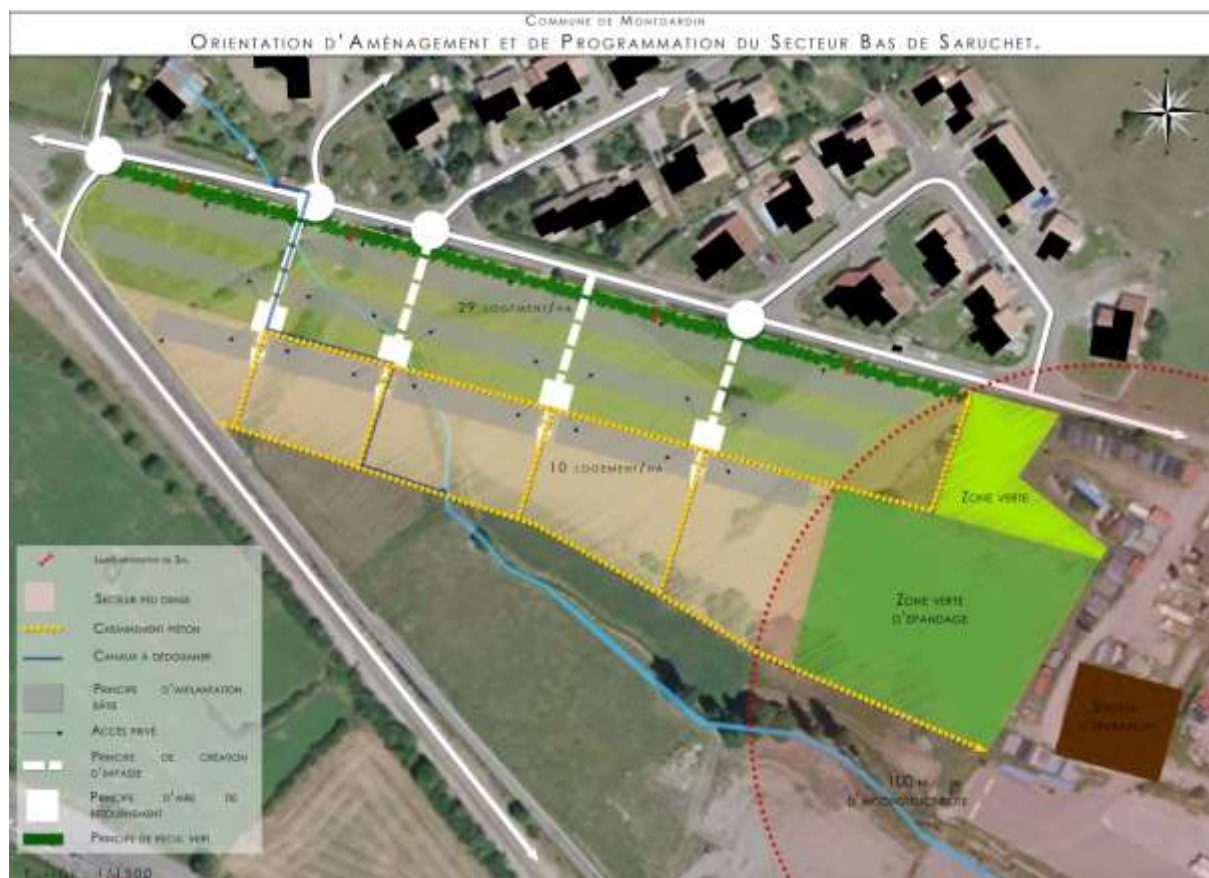 Commune de Montgardin
Orientation d'Aménagement et de Programmation du Secteur Bas de Saruchet.
29 logement/ha
10 logement/ha
Zone verte
Zone verte
d'épandage
100 m
d'inconstructibilité
Secteur peu dense
Cheminement piéton
Canaux à
Principe d'implantation
bâtie
Accès privé
Principe de création
d'impasse
Principe d'aire de
retournement
Principe de recul vert